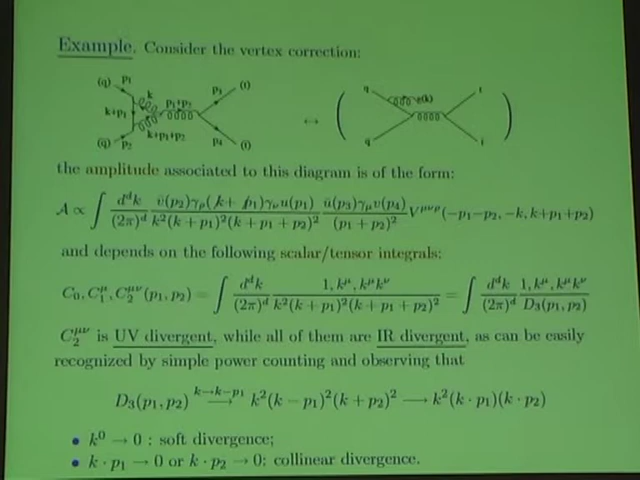 Example. Consider the vertex correction:
(q) p₁ k p₁+p₂ p₃ (t)
k+p₁
(q̄) p₂ k+p₁+p₂ p₄ (t̄)
↔ ( q g(k) t q̄ t̄ )
the amplitude associated to this diagram is of the form:
A ∝ ∫ dᵈk/(2π)ᵈ v̄(p₂)γ_ρ(k̸+p̸₁)γ_νu(p₁)/k²(k+p₁)²(k+p₁+p₂)² ū(p₃)γ_μv(p₄)/(p₁+p₂)² V^{μνρ}(−p₁−p₂, −k, k+p₁+p₂)
and depends on the following scalar/tensor integrals:
C₀, C₁^μ, C₂^{μν}(p₁, p₂) = ∫ dᵈk/(2π)ᵈ 1, k^μ, k^μk^ν/k²(k+p₁)²(k+p₁+p₂)² = ∫ dᵈk/(2π)ᵈ 1, k^μ, k^μk^ν/D₃(p₁, p₂)
C₂^{μν} is UV divergent, while all of them are IR divergent, as can be easily
recognized by simple power counting and observing that
D₃(p₁, p₂) k→k−p₁ ⟶ k²(k − p₁)²(k + p₂)² ⟶ k²(k · p₁)(k · p₂)
• k⁰ → 0 : soft divergence;
• k · p₁ → 0 or k · p₂ → 0: collinear divergence.